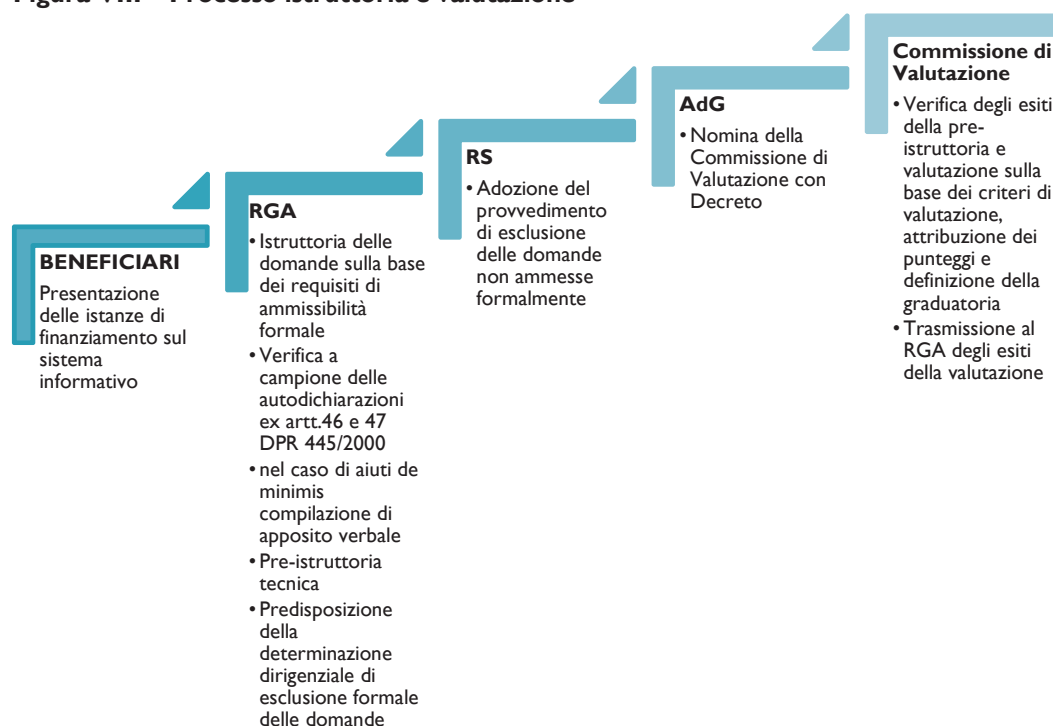 BENEFICIARI
Presentazione
delle istanze di
finanziamento sul
sistema
informativo
RGA
• Istruttoria delle
domande sulla base
dei requisiti di
ammissibilità
formale
• Verifica a
campione delle
autodichiarazioni
ex artt.46 e 47
DPR 445/2000
• nel caso di aiuti de
minimis
compilazione di
apposito verbale
• Pre-istruttoria
tecnica
• Predisposizione
della
determinazione
dirigenziale di
esclusione formale
delle domande
RS
• Adozione del
provvedimento
di esclusione
delle domande
non ammesse
formalmente
AdG
• Nomina della
Commissione di
Valutazione con
Decreto
Commissione di
Valutazione
• Verifica degli esiti
della pre-
istruttoria e
valutazione sulla
base dei criteri di
valutazione,
attribuzione dei
punteggi e
definizione della
graduatoria
• Trasmissione al
RGA degli esiti
della valutazione